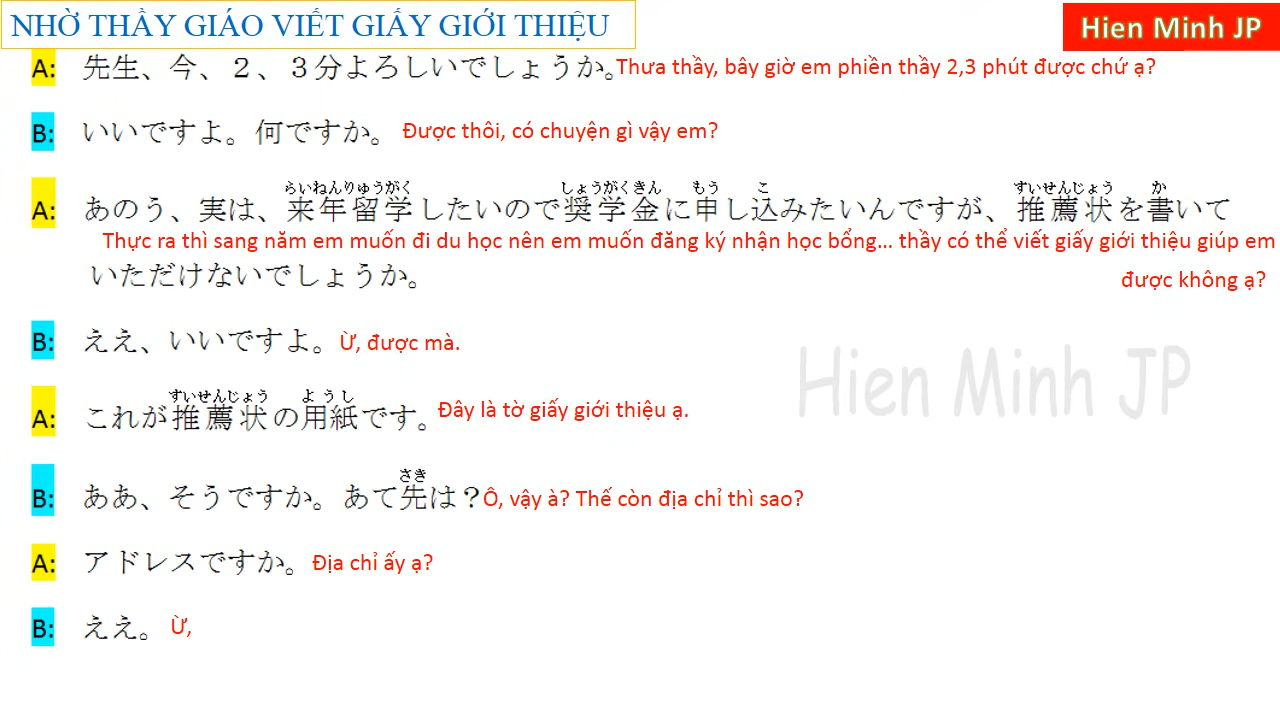 NHỜ THẦY GIÁO VIẾT GIẤY GIỚI THIỆU
Hien Minh JP
A: 先生、今、２、３分よろしいでしょうか。Thưa thầy, bây giờ em phiền thầy 2,3 phút được chứ ạ?
B: いいですよ。何ですか。 Được thôi, có chuyện gì vậy em?
らいねんりゅうがく しょうがくきん もう こ すいせんじょう か
A: あのう、実は、来年留学したいので奨学金に申し込みたいんですが、推薦状を書いて
Thực ra thì sang năm em muốn đi du học nên em muốn đăng ký nhận học bổng... thầy có thể viết giấy giới thiệu giúp em
いただけないでしょうか。 được không ạ?
B: ええ、いいですよ。Ừ, được mà.
すいせんじょう ようし
A: これが推薦状の用紙です。Đây là tờ giấy giới thiệu ạ.
さき
B: ああ、そうですか。あて先は？Ô, vậy à? Thế còn địa chỉ thì sao?
A: アドレスですか。Địa chỉ ấy ạ?
B: ええ。Ừ,
Hien Minh JP